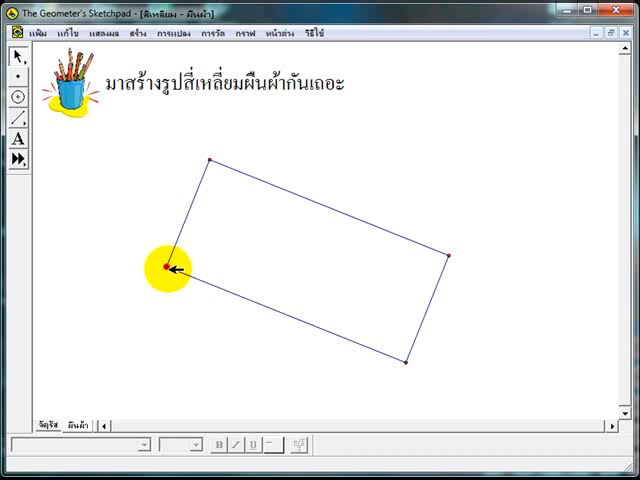 The Geometer's Sketchpad - [สี่เหลี่ยม - ผืนผ้า]
แฟ้ม แก้ไข แสดงผล สร้าง การแปลง การวัด กราฟ หน้าต่าง วิธีใช้
มาสร้างรูปสี่เหลี่ยมผืนผ้ากันเถอะ
A
จัตุรัส ผืนผ้า
B I U